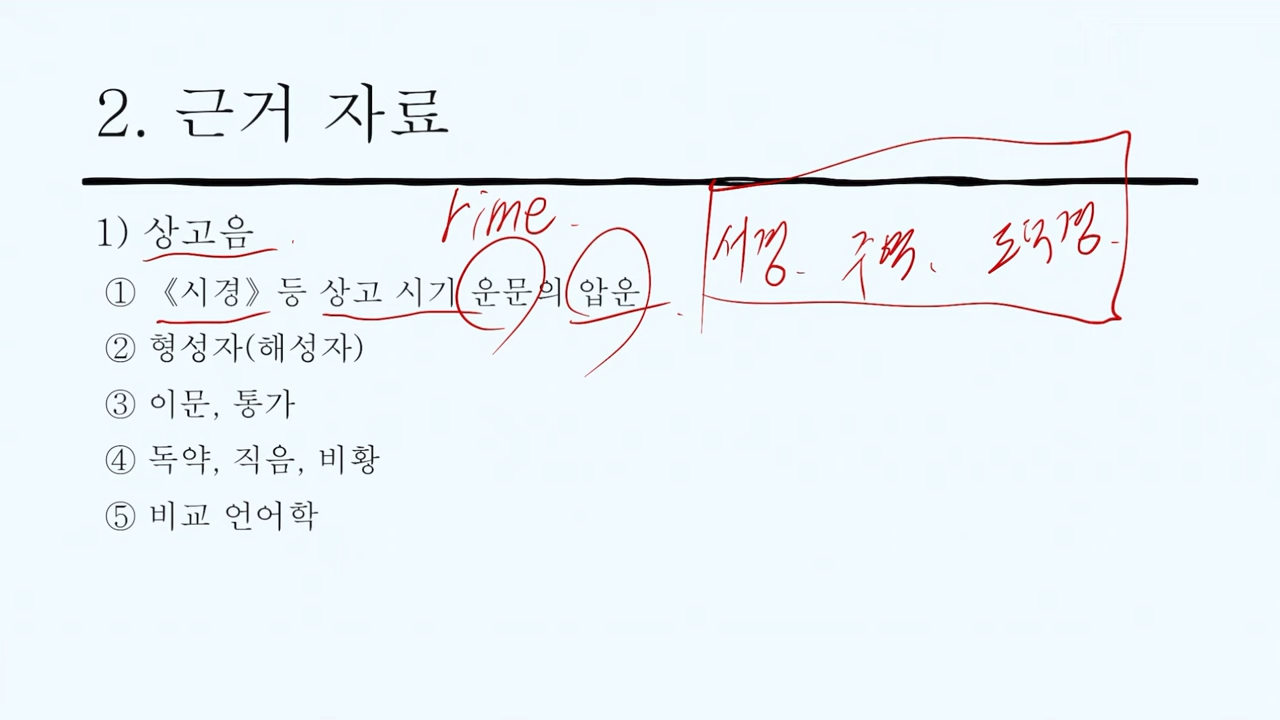 2. 근거 자료
1) 상고음
rime
서경 주역 도덕경
① 《시경》 등 상고 시기 운문의 압운
② 형성자(해성자)
③ 이문, 통가
④ 독약, 직음, 비황
⑤ 비교 언어학